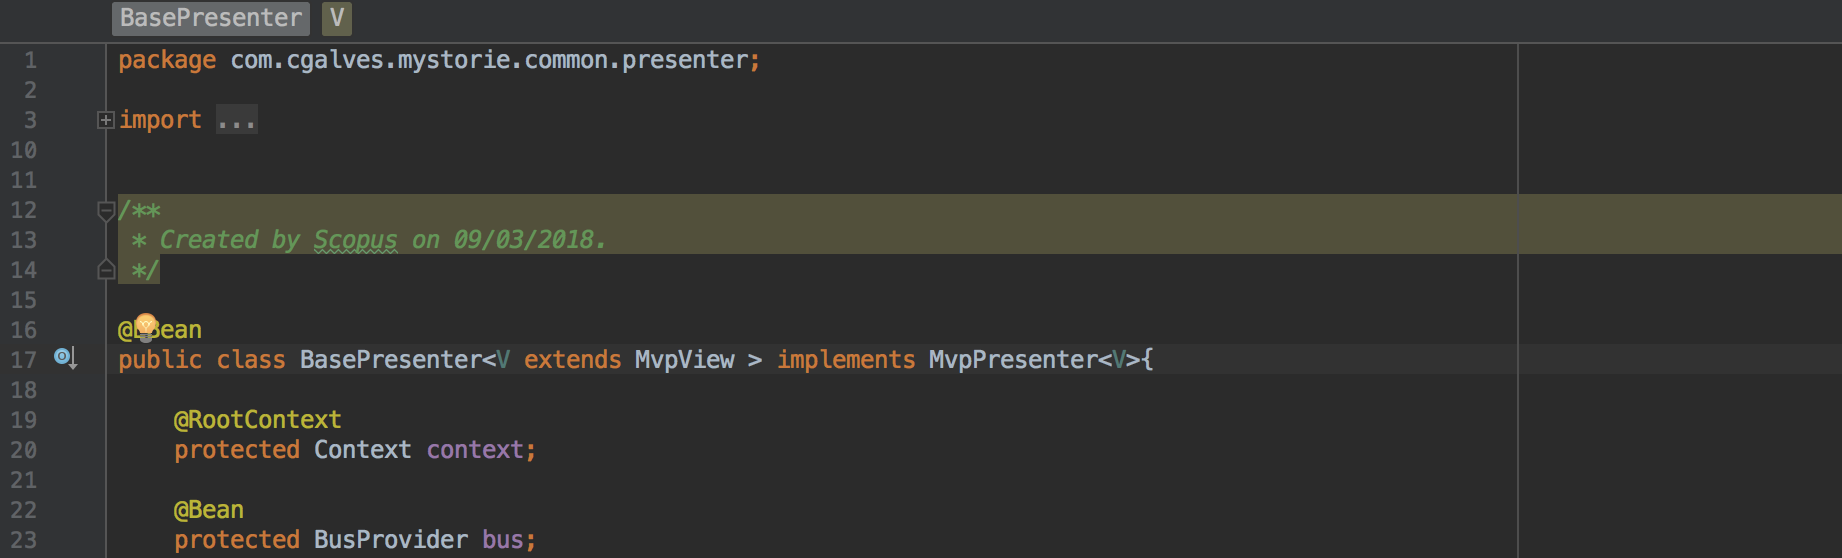 BasePresenter V
1 package com.cgalves.mystorie.common.presenter;
2
3 import ...
10
11
12 /**
13 * Created by Scopus on 09/03/2018.
14 */
15
16 @EBean
17 public class BasePresenter<V extends MvpView > implements MvpPresenter<V>{
18
19 @RootContext
20 protected Context context;
21
22 @Bean
23 protected BusProvider bus;